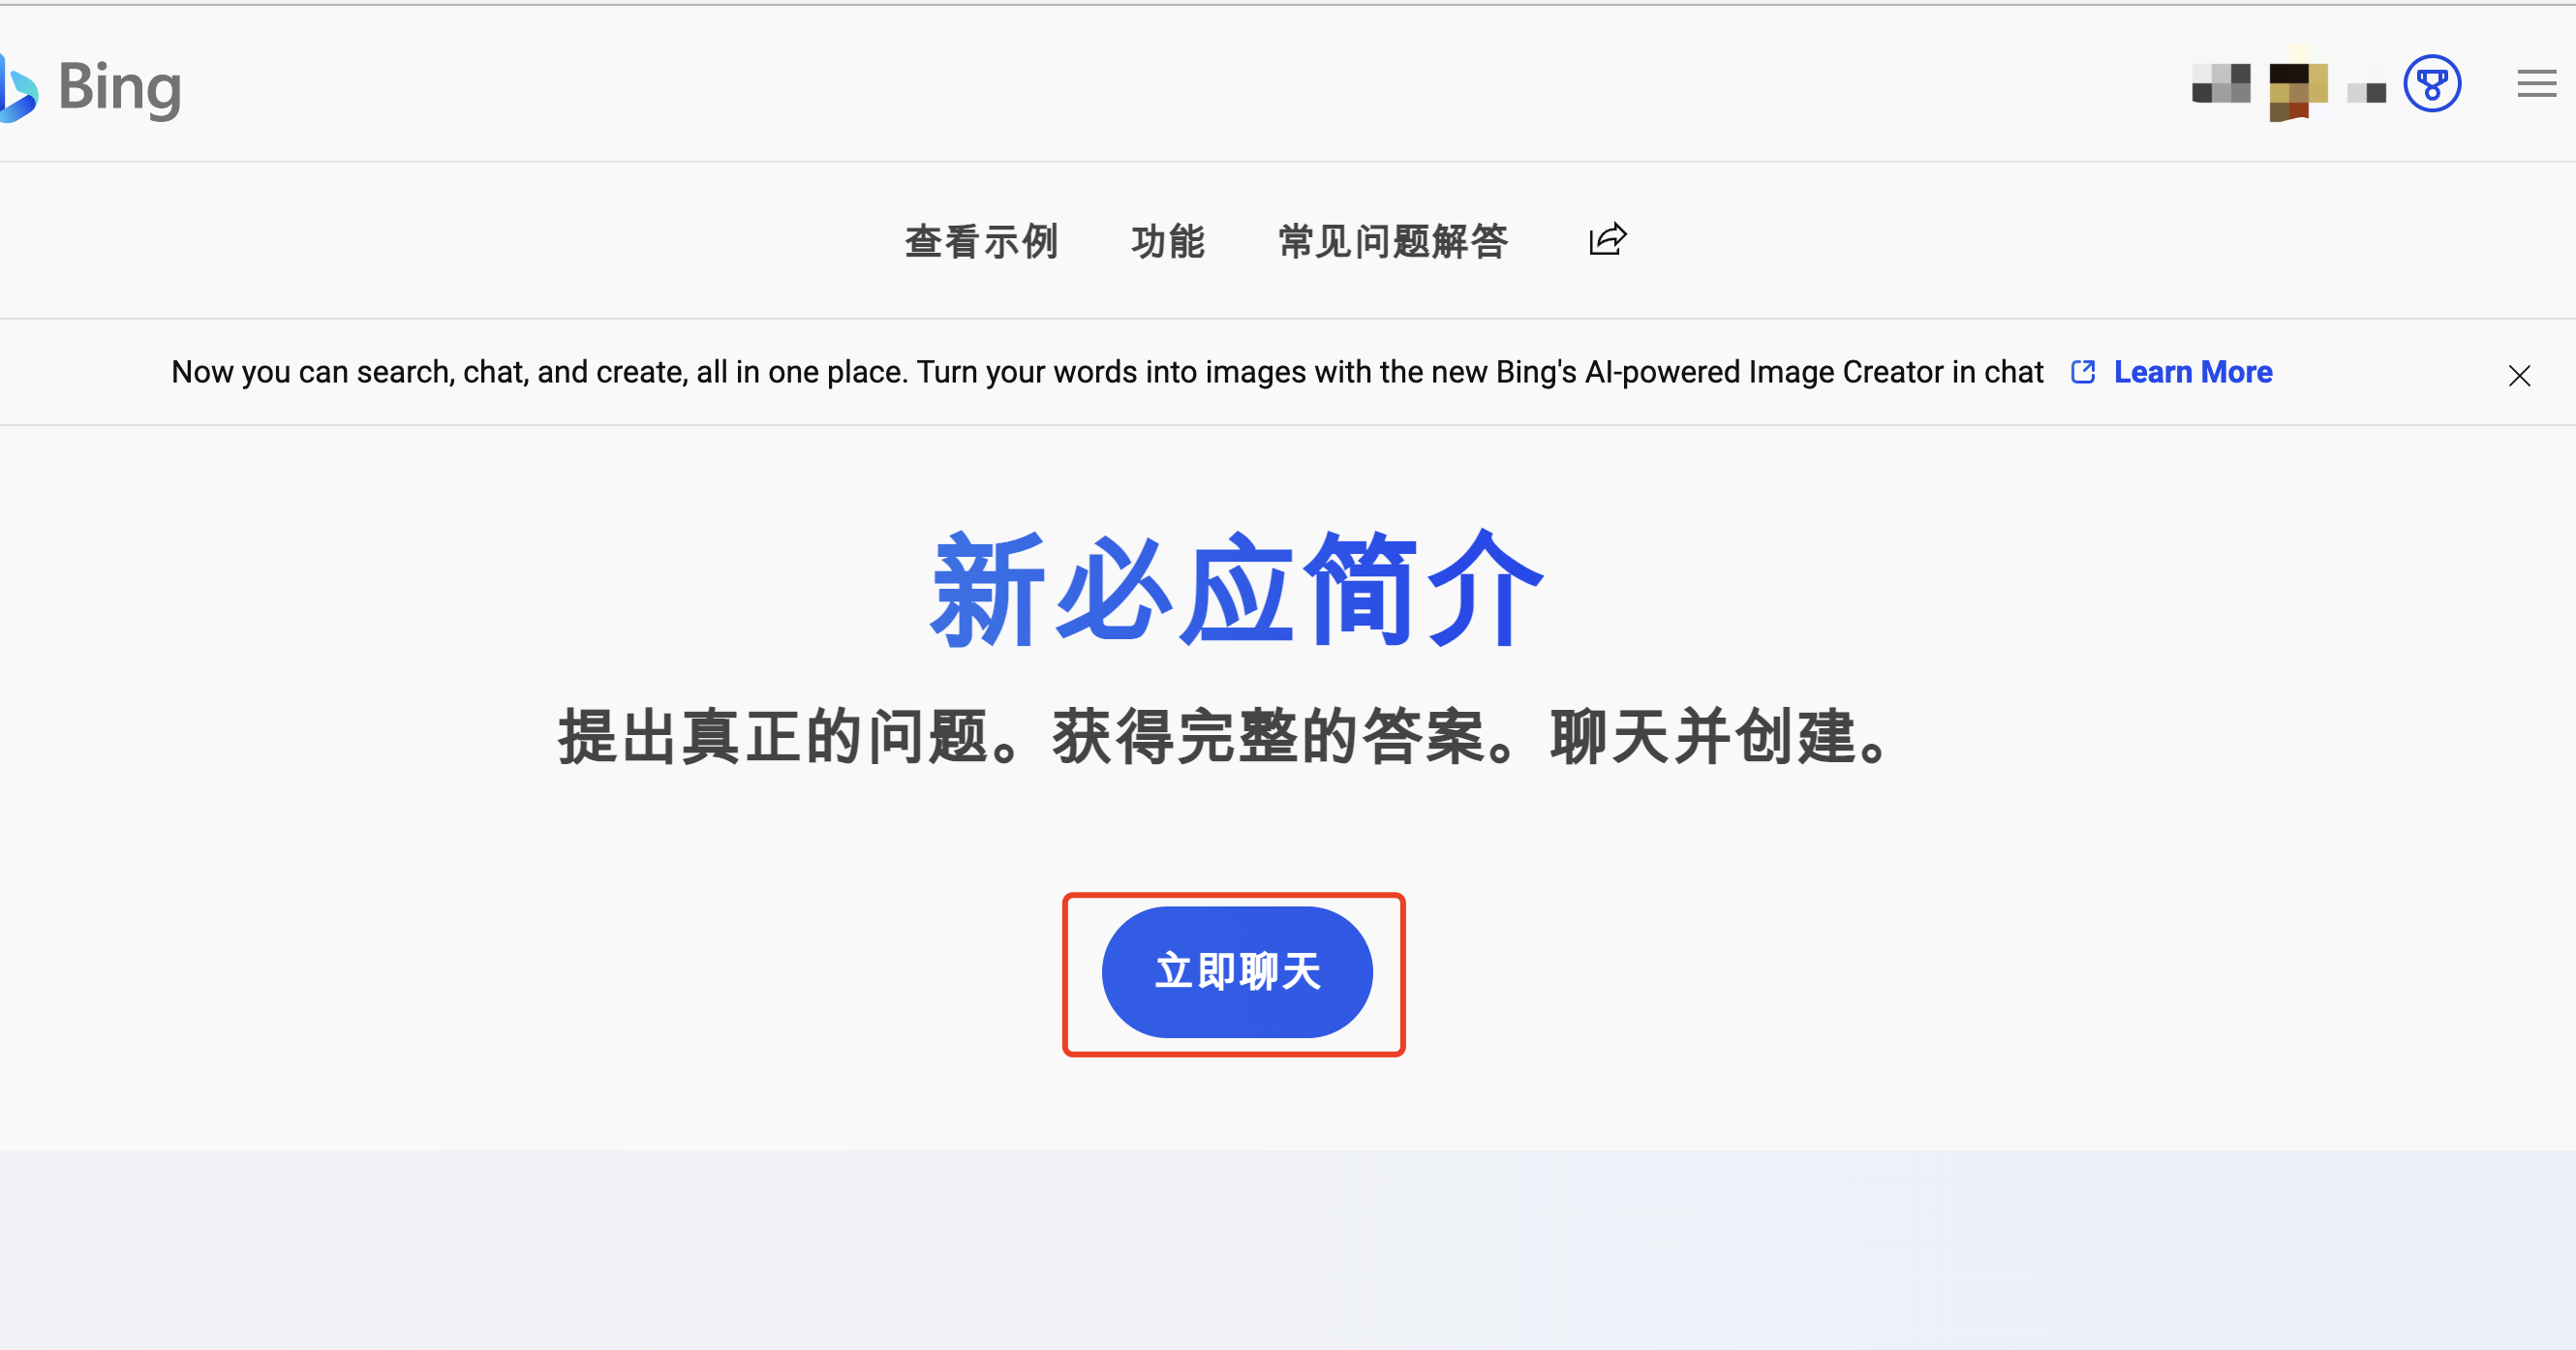 Bing
查看示例 功能 常见问题解答
Now you can search, chat, and create, all in one place. Turn your words into images with the new Bing's AI-powered Image Creator in chat Learn More
新必应简介
提出真正的问题。获得完整的答案。聊天并创建。
立即聊天